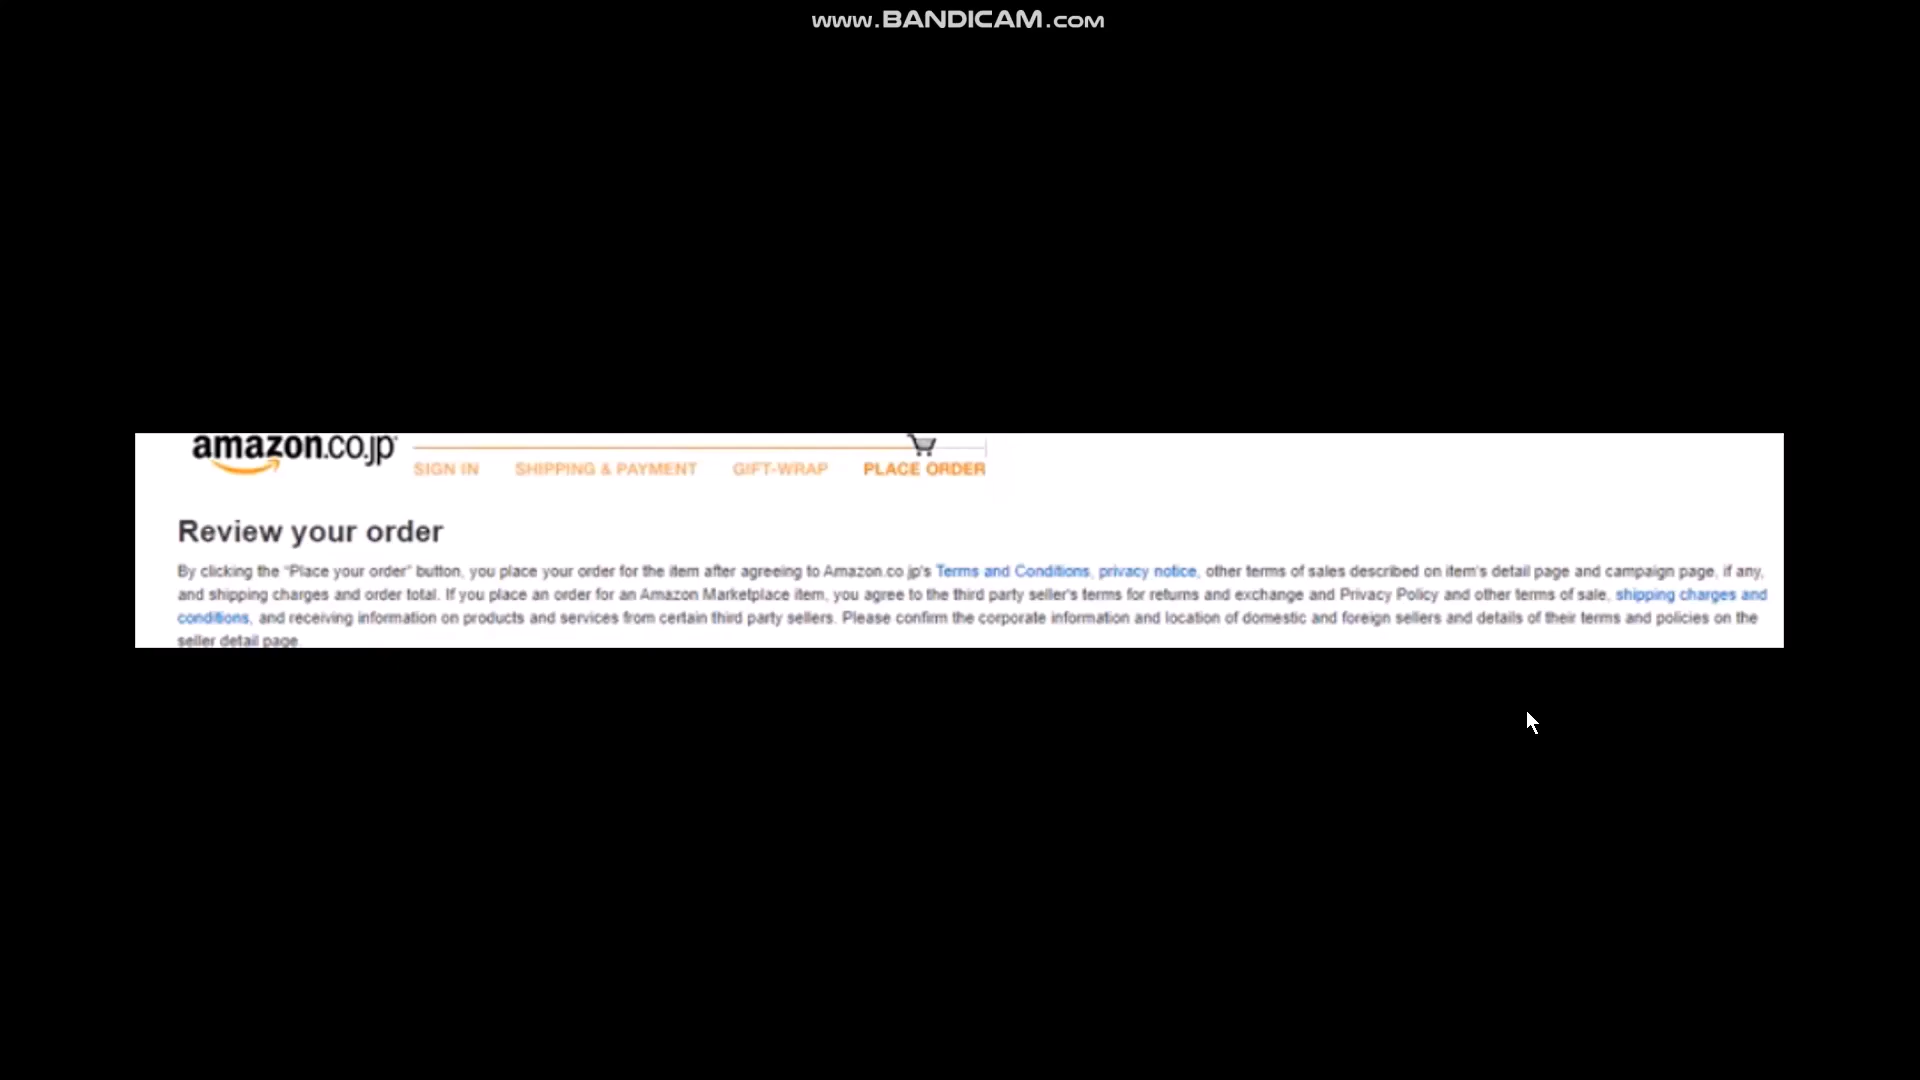 www.BANDICAM.com
amazon.co.jp
SIGN IN SHIPPING & PAYMENT GIFT-WRAP PLACE ORDER
Review your order
By clicking the "Place your order" button, you place your order for the item after agreeing to Amazon.co.jp's Terms and Conditions, privacy notice, other terms of sales described on item's detail page and campaign page, if any,
and shipping charges and order total. If you place an order for an Amazon Marketplace item, you agree to the third party seller's terms for returns and exchange and Privacy Policy and other terms of sale, shipping charges and
conditions, and receiving information on products and services from certain third party sellers. Please confirm the corporate information and location of domestic and foreign sellers and details of their terms and policies on the
seller detail page.